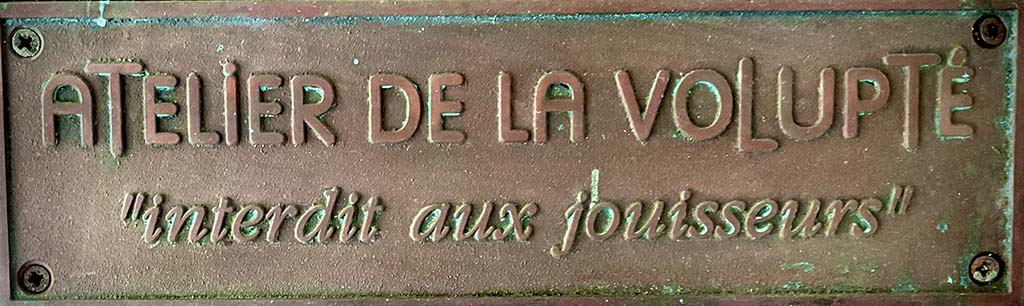 ATELiER DE LA VOLUPTÉ
"interdit aux jouisseurs"